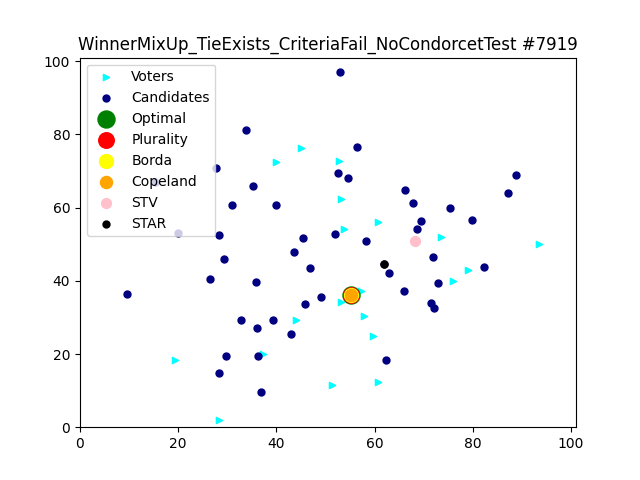 WinnerMixUp_TieExists_CriteriaFail_NoCondorcetTest #7919
100
80
60
40
20
0
Voters
Candidates
Optimal
Plurality
Borda
Copeland
STV
STAR
0 20 40 60 80 100